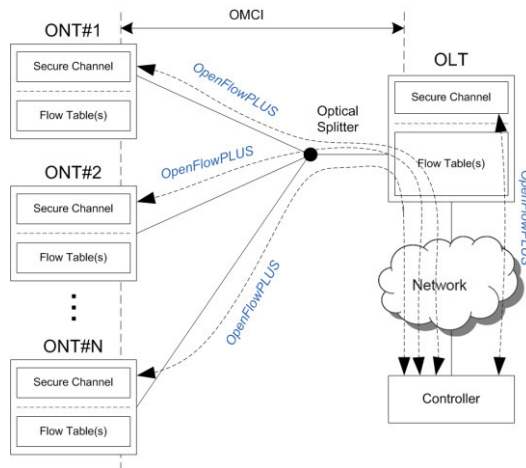 OMCI
ONT#1
Secure Channel
Flow Table(s)
OpenFlowPLUS
Optical
Splitter
OLT
Secure Channel
Flow Table(s)
OpenFlowPLUS
ONT#2
Secure Channel
Flow Table(s)
OpenFlowPLUS
OpenFlowPLUS
Network
ONT#N
Secure Channel
Flow Table(s)
Controller